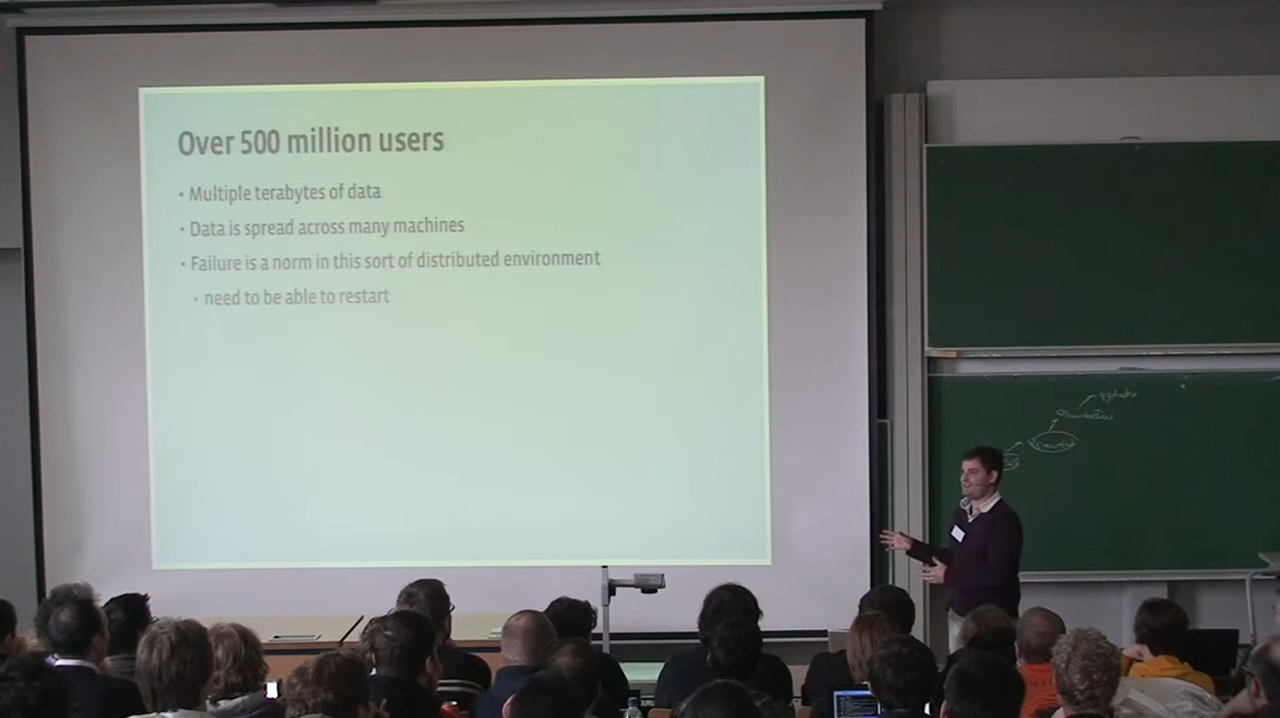 Over 500 million users
• Multiple terabytes of data
• Data is spread across many machines
• Failure is a norm in this sort of distributed environment
• need to be able to restart